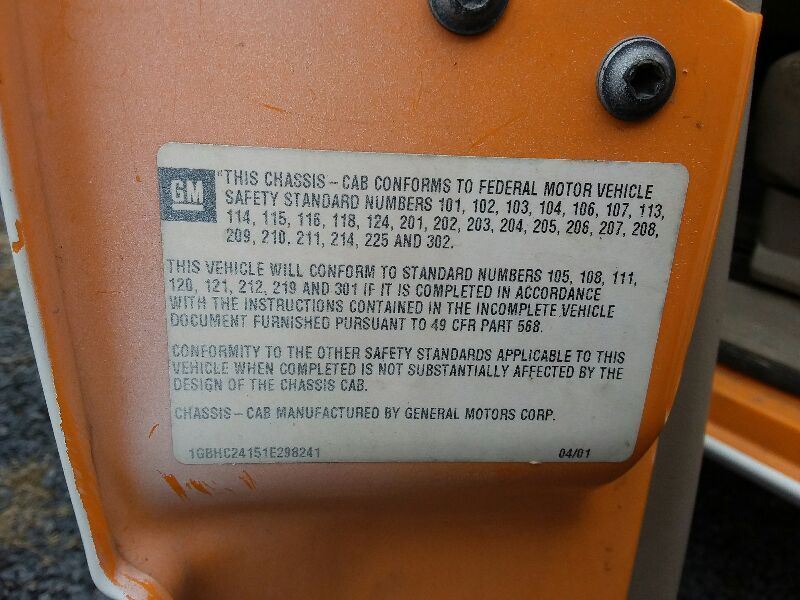 GM
"THIS CHASSIS-CAB CONFORMS TO FEDERAL MOTOR VEHICLE
SAFETY STANDARD NUMBERS 101, 102, 103, 104, 106, 107, 113,
114, 115, 116, 118, 124, 201, 202, 203, 204, 205, 206, 207, 208,
209, 210, 211, 214, 225 AND 302.
THIS VEHICLE WILL CONFORM TO STANDARD NUMBERS 105, 108, 111,
120, 121, 212, 219 AND 301 IF IT IS COMPLETED IN ACCORDANCE
WITH THE INSTRUCTIONS CONTAINED IN THE INCOMPLETE VEHICLE
DOCUMENT FURNISHED PURSUANT TO 49 CFR PART 568.
CONFORMITY TO THE OTHER SAFETY STANDARDS APPLICABLE TO THIS
VEHICLE WHEN COMPLETED IS NOT SUBSTANTIALLY AFFECTED BY THE
DESIGN OF THE CHASSIS CAB.
CHASSIS-CAB MANUFACTURED BY GENERAL MOTORS CORP.
1GBHC24151E298241 04/01